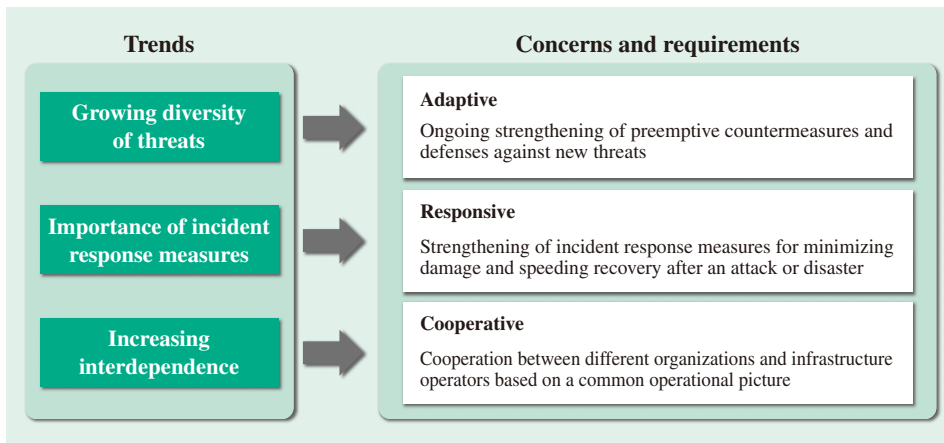 Trends
Concerns and requirements
Growing diversity
of threats
Adaptive
Ongoing strengthening of preemptive countermeasures and
defenses against new threats
Importance of incident
response measures
Responsive
Strengthening of incident response measures for minimizing
damage and speeding recovery after an attack or disaster
Increasing
interdependence
Cooperative
Cooperation between different organizations and infrastructure
operators based on a common operational picture